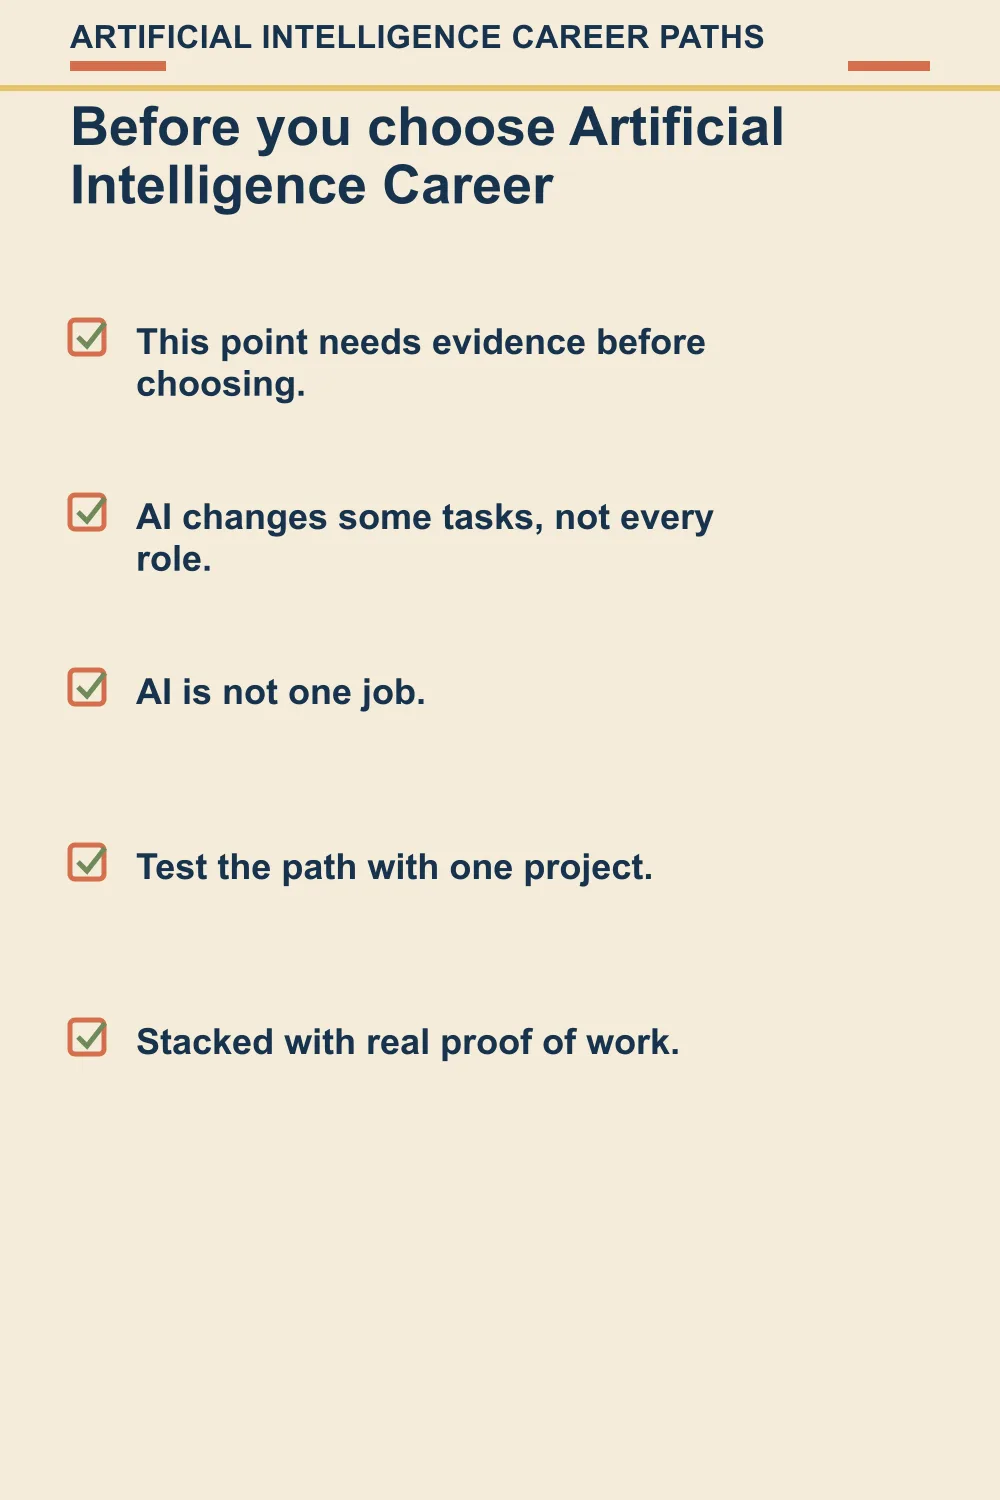 ARTIFICIAL INTELLIGENCE CAREER PATHS
Before you choose Artificial
Intelligence Career
This point needs evidence before
choosing.
AI changes some tasks, not every
role.
AI is not one job.
Test the path with one project.
Stacked with real proof of work.